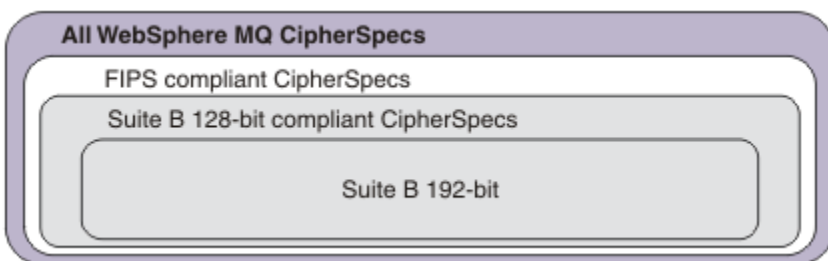 All WebSphere MQ CipherSpecs
FIPS compliant CipherSpecs
Suite B 128-bit compliant CipherSpecs
Suite B 192-bit